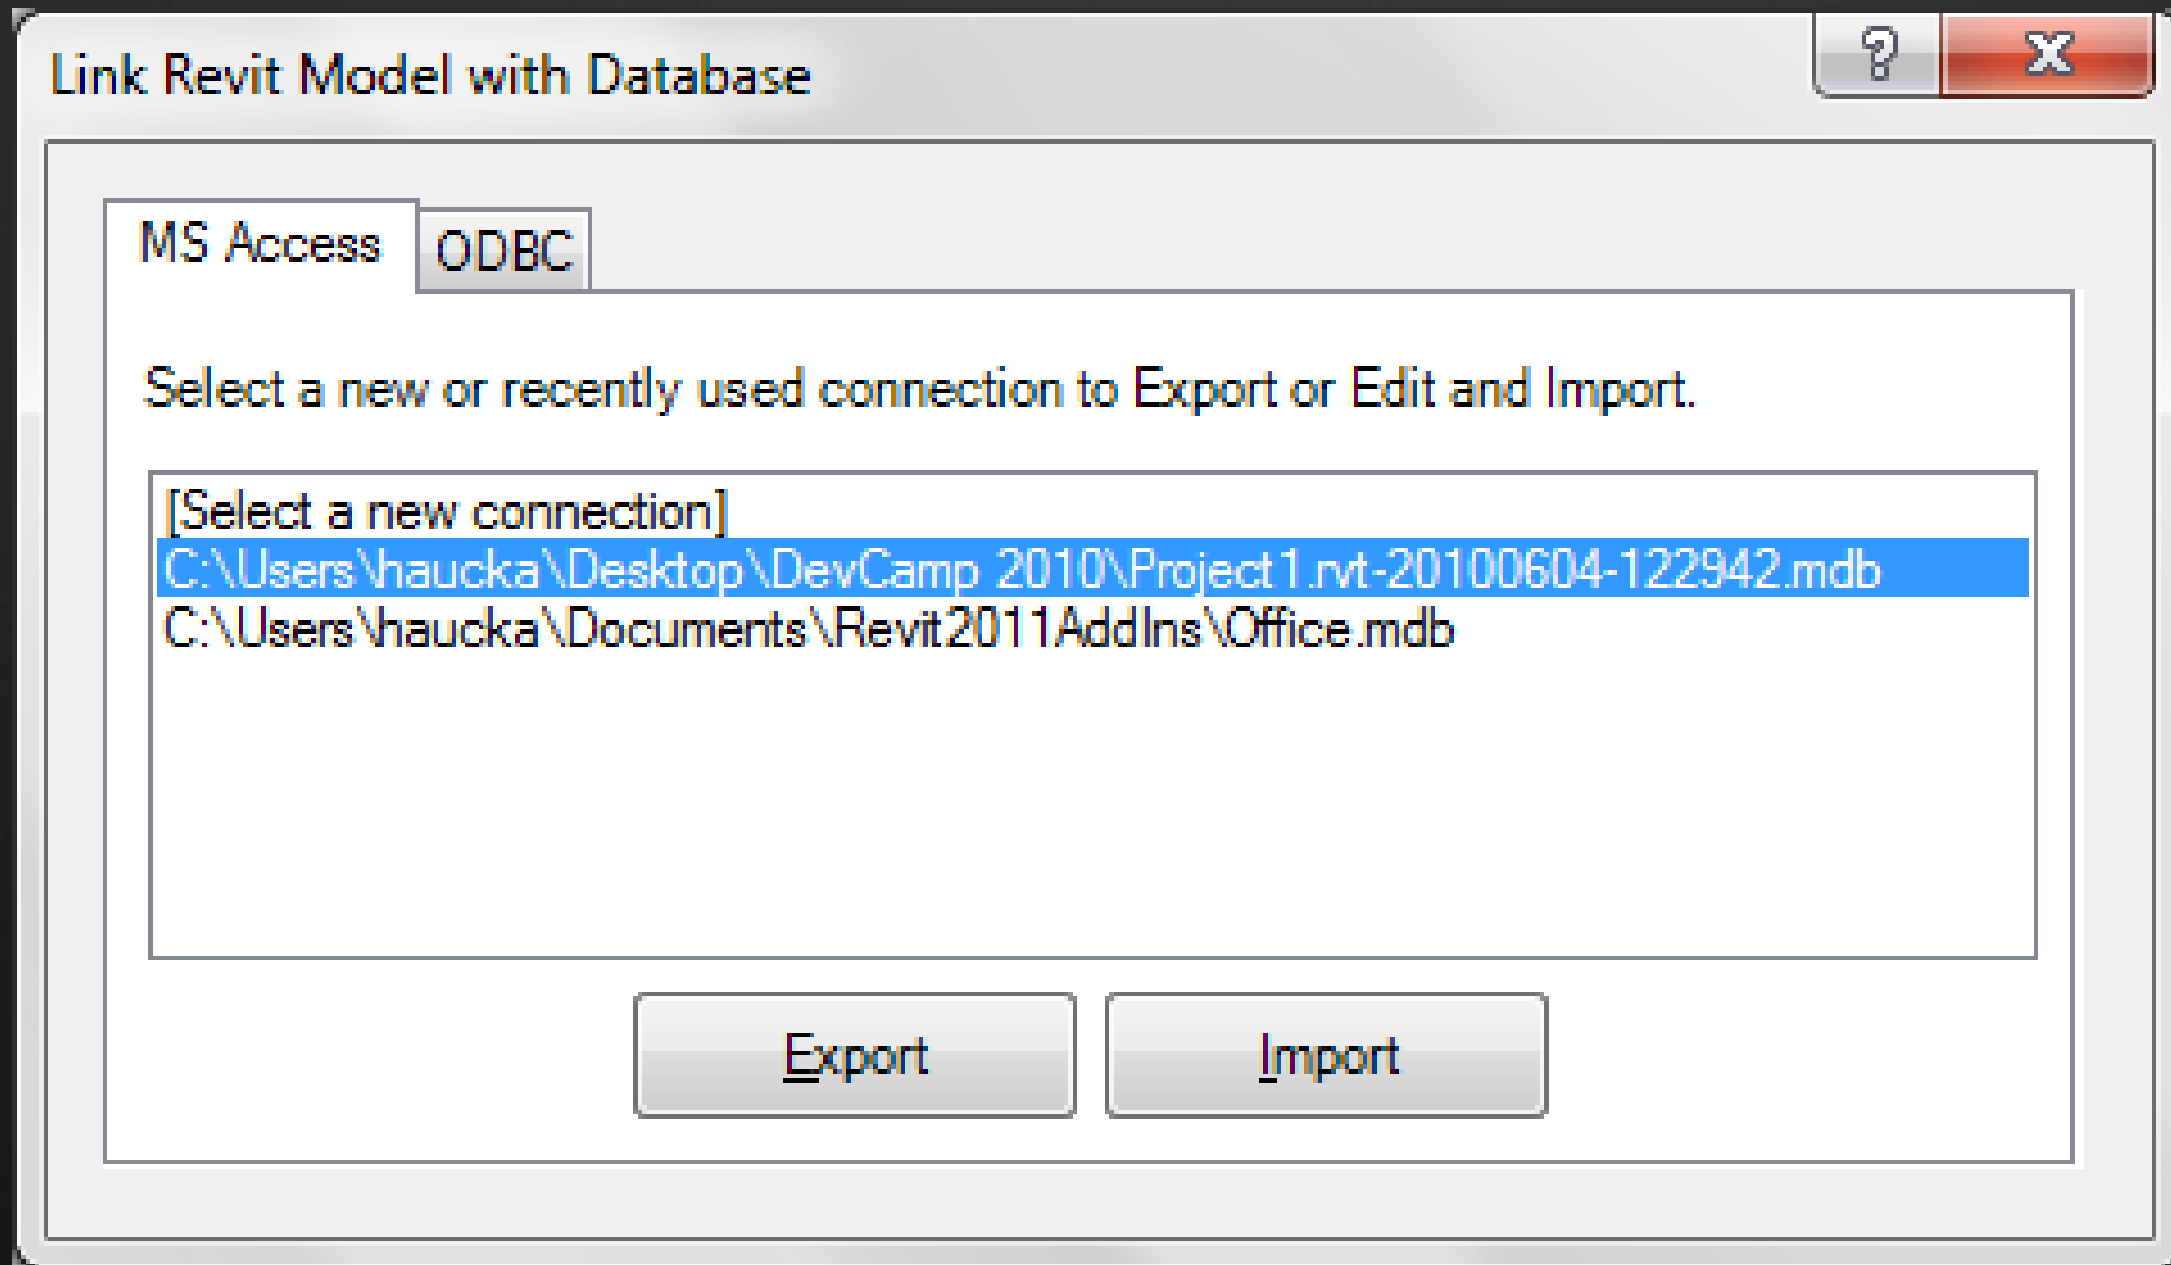 Link Revit Model with Database
?
MS Access
ODBC
Select a new or recently used connection to Export or Edit and Import.
[Select a new connection]
C:\Users\haucka\Desktop\DevCamp 2010\Project1.rvt-20100604-122942.mdb
C:\Users\haucka\Documents\Revit2011AddIns\Office.mdb
Export
Import